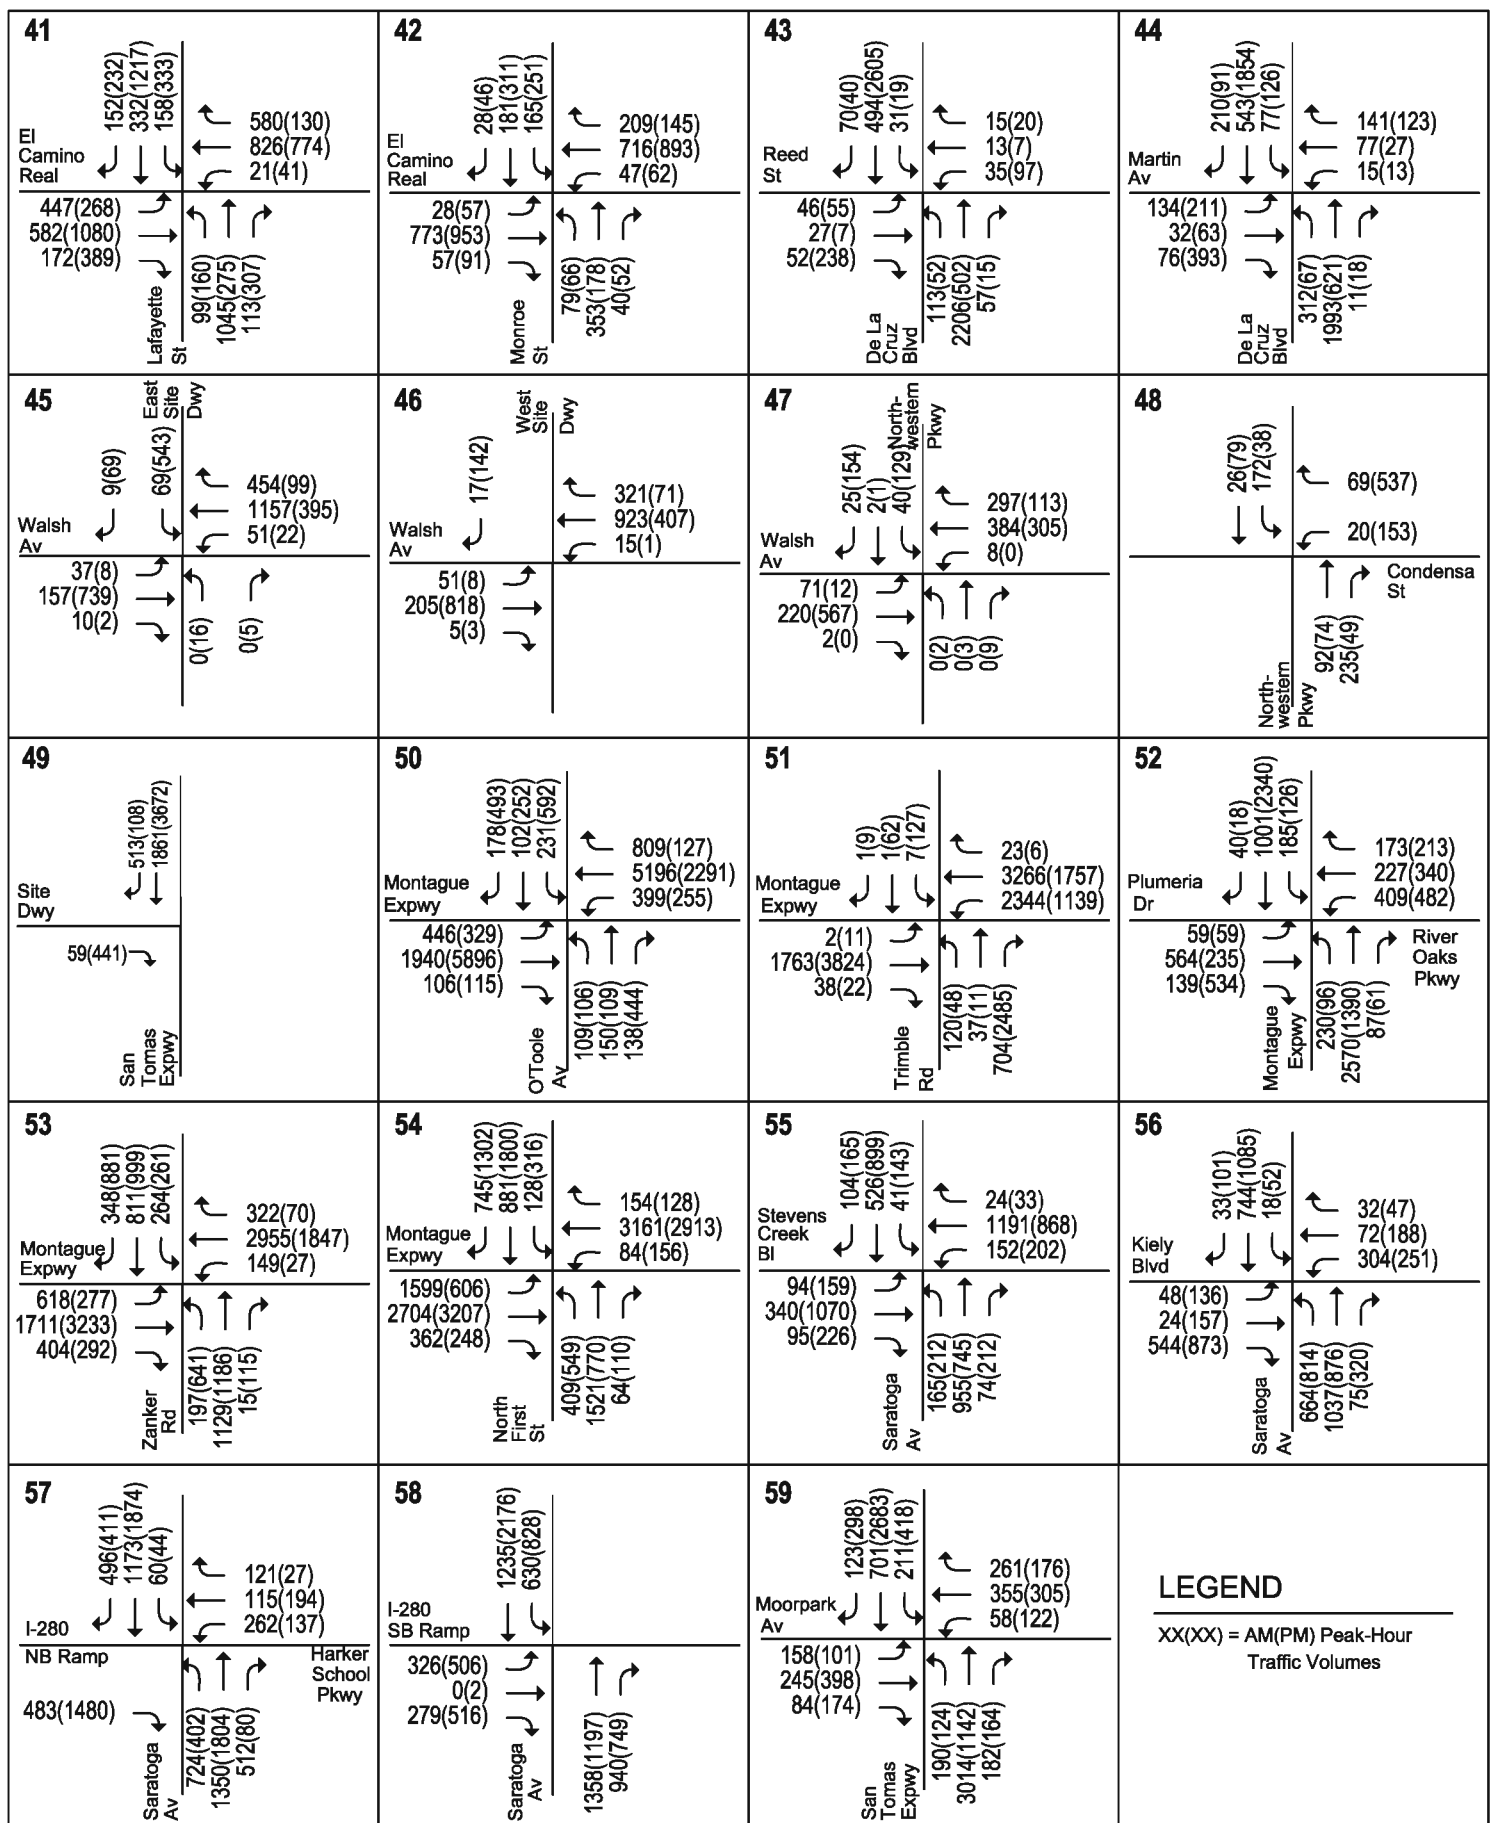 41
152(232)
332(1217)
158(333)
580(130)
826(774)
21(41)
El
Camino
Real
447(268)
582(1080)
172(389)
Lafayette
St
99(160)
1045(275)
113(307)
42
28(46)
181(311)
165(251)
209(145)
716(893)
47(62)
El
Camino
Real
28(57)
773(953)
57(91)
Monroe
St
79(66)
353(178)
40(52)
43
70(40)
494(2605)
31(19)
15(20)
13(7)
35(97)
Reed
St
46(55)
27(7)
52(238)
De La
Cruz
Blvd
113(52)
2206(502)
57(15)
44
210(91)
543(1854)
77(126)
141(123)
77(27)
15(13)
Martin
Av
134(211)
32(63)
76(393)
De La
Cruz
Blvd
312(67)
1993(621)
11(18)
45
East
Site
Dwy
9(69)
69(543)
454(99)
1157(395)
51(22)
Walsh
Av
37(8)
157(739)
10(2)
0(16)
0(5)
46
West
Site
Dwy
17(142)
321(71)
923(407)
15(1)
Walsh
Av
51(8)
205(818)
5(3)
47
North-
western
Pkwy
25(154)
2(1)
40(129)
297(113)
384(305)
8(0)
Walsh
Av
71(12)
220(567)
2(0)
0(2)
0(3)
0(9)
48
26(79)
172(38)
69(537)
20(153)
Condensa
St
92(74)
235(49)
North-
western
Pkwy
49
513(108)
1861(3672)
Site
Dwy
59(441)
San
Tomas
Expwy
50
178(493)
102(252)
231(592)
809(127)
5196(2291)
399(255)
Montague
Expwy
446(329)
1940(5896)
106(115)
O'Toole
Av
109(106)
150(109)
138(444)
51
1(9)
1(62)
7(127)
23(6)
3266(1757)
2344(1139)
Montague
Expwy
2(11)
1763(3824)
38(22)
Trimble
Rd
120(48)
37(11)
704(2485)
52
40(18)
1001(2340)
185(126)
173(213)
227(340)
409(482)
Plumeria
Dr
59(59)
564(235)
139(534)
River
Oaks
Pkwy
Montague
Expwy
230(96)
2570(1390)
87(61)
53
348(881)
811(999)
264(261)
322(70)
2955(1847)
149(27)
Montague
Expwy
618(277)
1711(3233)
404(292)
Zanker
Rd
197(641)
1129(1186)
15(115)
54
745(1302)
881(1800)
128(316)
154(128)
3161(2913)
84(156)
Montague
Expwy
1599(606)
2704(3207)
362(248)
North
First
St
409(549)
1521(770)
64(110)
55
104(165)
526(899)
41(143)
24(33)
1191(868)
152(202)
Stevens
Creek
Bl
94(159)
340(1070)
95(226)
Saratoga
Av
165(212)
955(745)
74(212)
56
33(101)
744(1085)
18(52)
32(47)
72(188)
304(251)
Kiely
Blvd
48(136)
24(157)
544(873)
Saratoga
Av
664(814)
1037(876)
75(320)
57
496(411)
1173(1874)
60(44)
121(27)
115(194)
262(137)
I-280
NB Ramp
Harker
School
Pkwy
483(1480)
Saratoga
Av
724(402)
1350(1804)
512(80)
58
1235(2176)
630(828)
I-280
SB Ramp
326(506)
0(2)
279(516)
Saratoga
Av
1358(1197)
940(749)
59
123(298)
701(2683)
211(418)
261(176)
355(305)
58(122)
Moorpark
Av
158(101)
245(398)
84(174)
San
Tomas
Expwy
190(124)
3014(1142)
182(164)
LEGEND
XX(XX) = AM(PM) Peak-Hour
Traffic Volumes